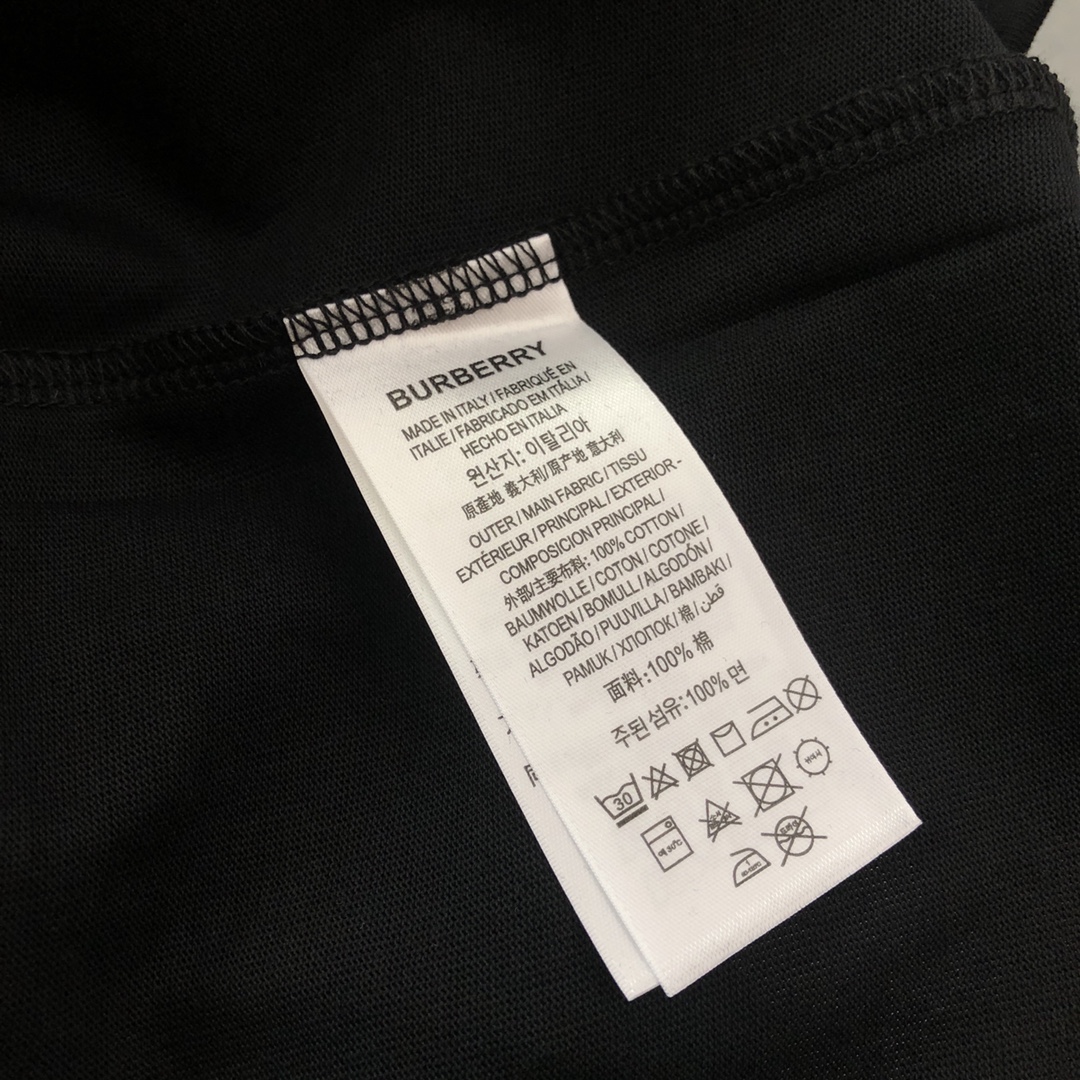 BURBERRY
MADE IN ITALY / FABRIQUÉ EN
ITALIE / FABRICADO EM ITÁLIA /
HECHO EN ITALIA
원산지: 이탈리아
原產地 義大利/原产地 意大利
OUTER / MAIN FABRIC / TISSU
EXTÉRIEUR / PRINCIPAL / EXTERIOR-
COMPOSICION PRINCIPAL /
外部/主要布料: 100% COTTON /
BAUMWOLLE / COTON / COTONE /
KATOEN / BOMULL / ALGODÓN /
ALGODÃO / PUUVILLA / BAMBAKI /
PAMUK / ХЛОПОК / 棉 / قطن
面料:100% 棉
주된 섬유:100% 면
30